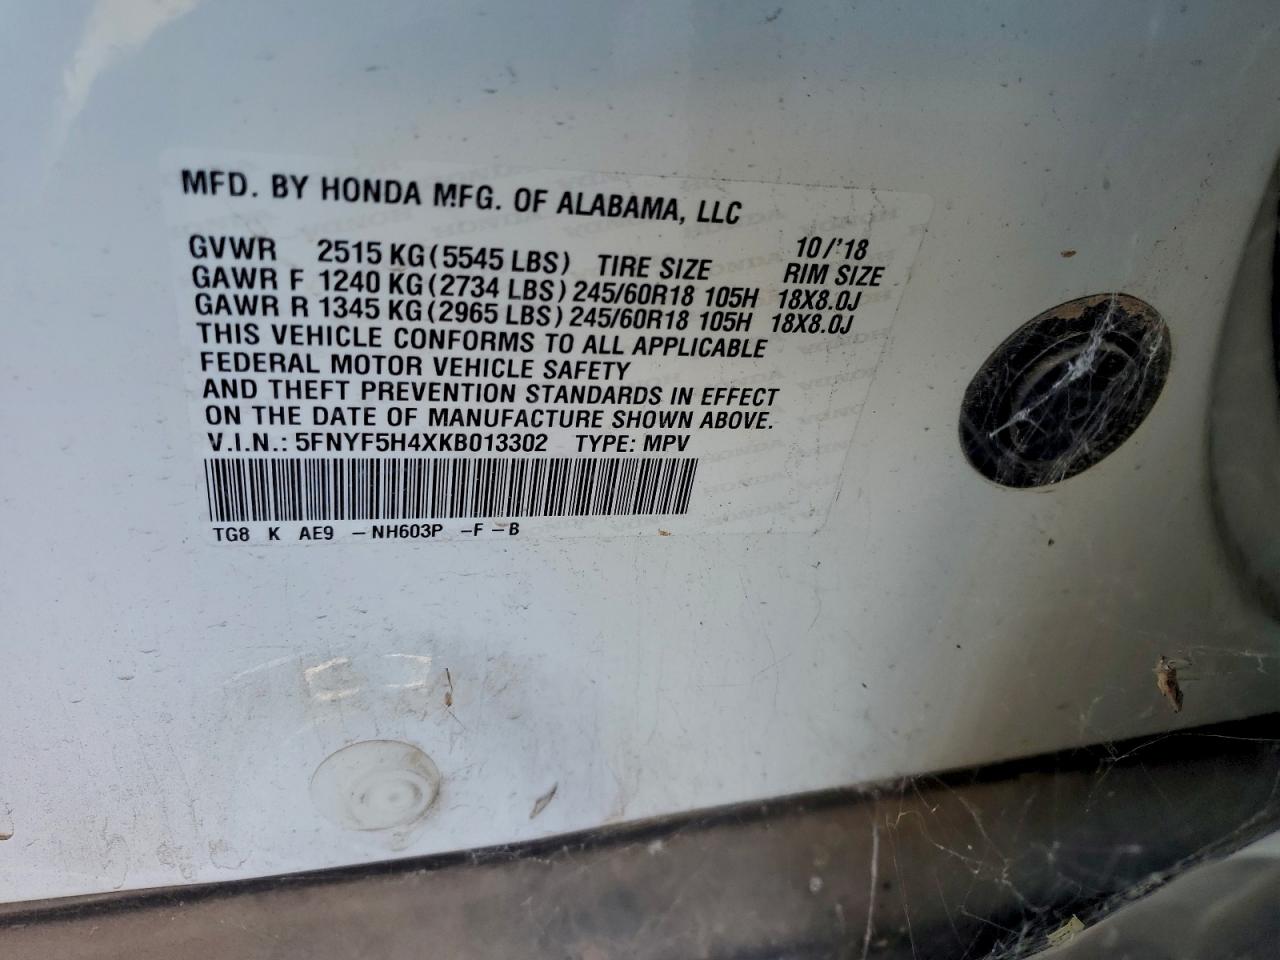 MFD. BY HONDA MFG. OF ALABAMA, LLC
10/'18
GVWR 2515 KG (5545 LBS) TIRE SIZE RIM SIZE
GAWR F 1240 KG (2734 LBS) 245/60R18 105H 18X8.0J
GAWR R 1345 KG (2965 LBS) 245/60R18 105H 18X8.0J
THIS VEHICLE CONFORMS TO ALL APPLICABLE
FEDERAL MOTOR VEHICLE SAFETY
AND THEFT PREVENTION STANDARDS IN EFFECT
ON THE DATE OF MANUFACTURE SHOWN ABOVE.
V.I.N.: 5FNYF5H4XKB013302 TYPE: MPV
TG8 K AE9 -NH603P -F-B